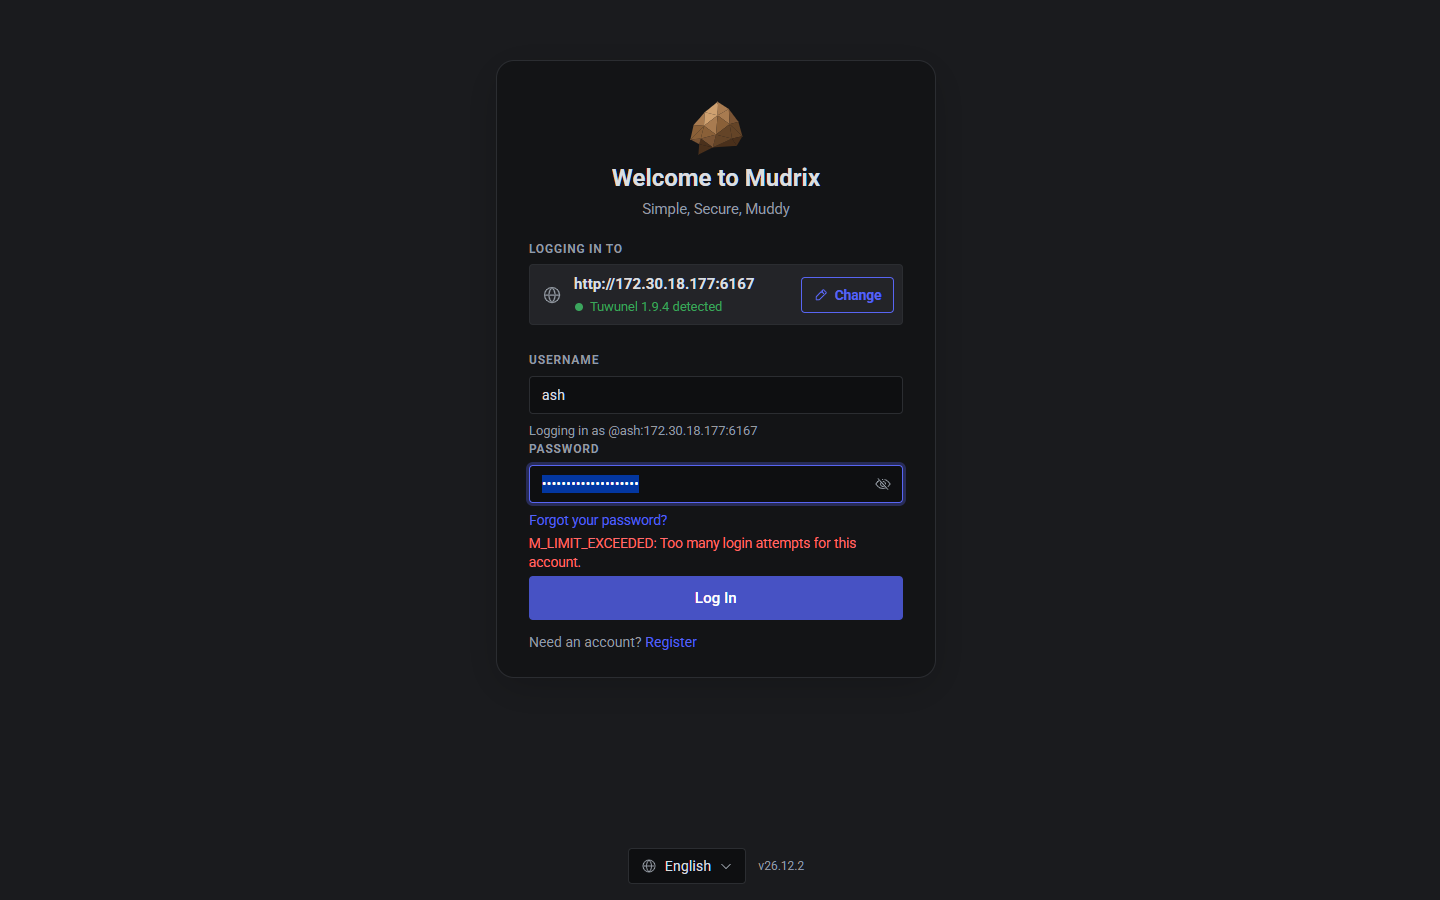 Welcome to Mudrix
Simple, Secure, Muddy
LOGGING IN TO
http://172.30.18.177:6167
Tuwunel 1.9.4 detected
Change
USERNAME
ash
Logging in as @ash:172.30.18.177:6167
PASSWORD
••••••••••••••••••••
Forgot your password?
M_LIMIT_EXCEEDED: Too many login attempts for this
account.
Log In
Need an account? Register
English
v26.12.2